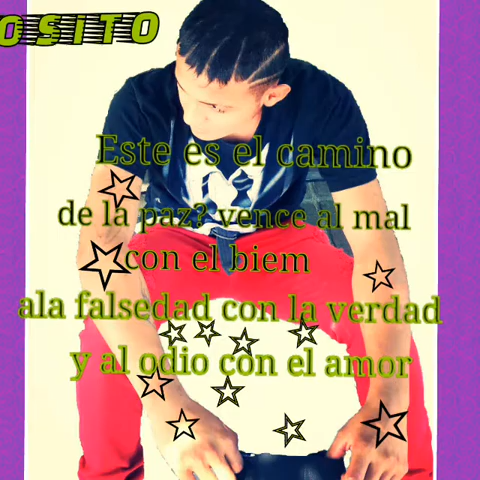 OSITO
Este es el camino
de la paz? vence al mal
con el biem
ala falsedad con la verdad
y al odio con el amor